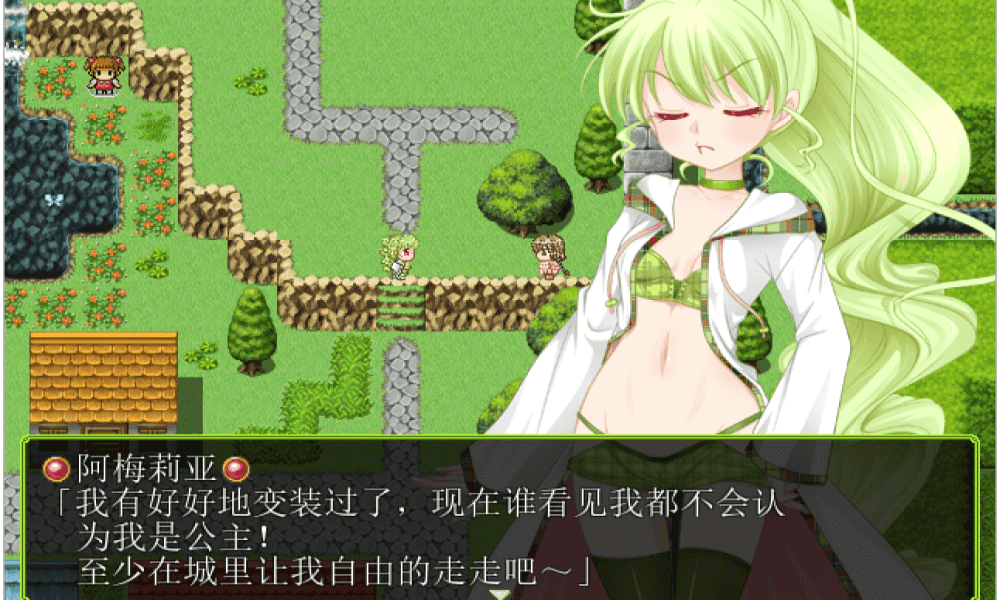 阿梅莉亚
「我有好好地变装过了，现在谁看见我都不会认
为我是公主！
至少在城里让我自由的走走吧～」